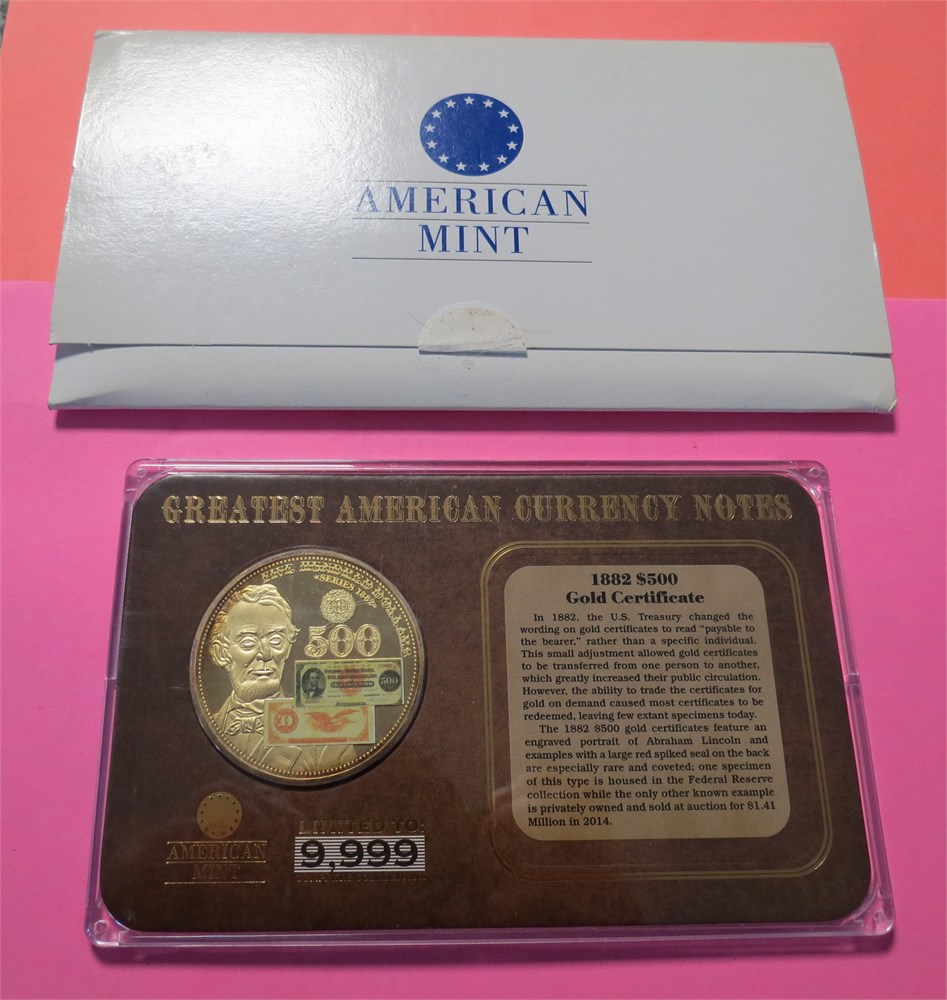 AMERICAN
MINT
GREATEST AMERICAN CURRENCY NOTES
FIVE HUNDRED DOLLARS
"SERIES 1882"
500
500
1882 $500
Gold Certificate
In 1882, the U.S. Treasury changed the
wording on gold certificates to read "payable to
the bearer," rather than a specific individual.
This small adjustment allowed gold certificates
to be transferred from one person to another,
which greatly increased their public circulation.
However, the ability to trade the certificates for
gold on demand caused most certificates to be
redeemed, leaving few extant specimens today.
The 1882 $500 gold certificates feature an
engraved portrait of Abraham Lincoln and
examples with a large red spiked seal on the back
are especially rare and coveted; one specimen
of this type is housed in the Federal Reserve
collection while the only other known example
is privately owned and sold at auction for $1.41
Million in 2014.
AMERICAN
MINT
LIMITED TO:
9,999